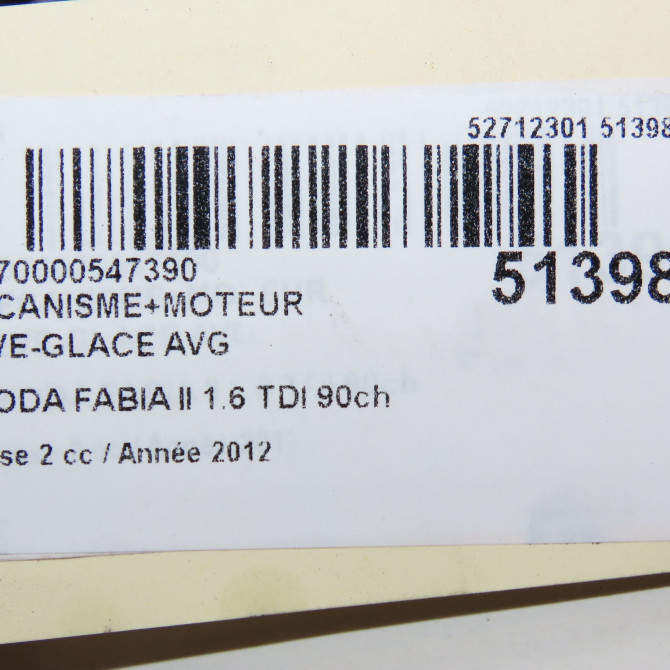 52712301 51398
70000547390
51398
CANISME+MOTEUR
VE-GLACE AVG
ODA FABIA II 1.6 TDI 90ch
se 2 cc / Année 2012